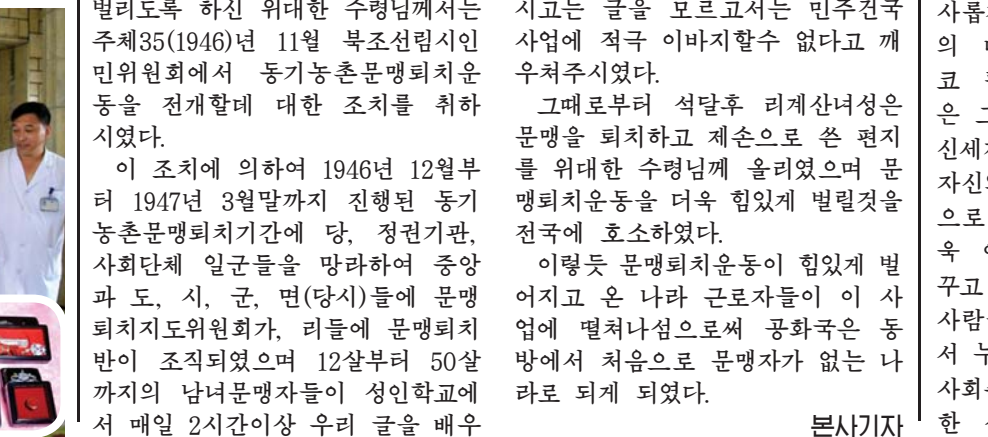 벌리도록 하신 위대한 수령님께서는
주체35(1946)년 11월 북조선림시인
민위원회에서 동기농촌문맹퇴치운
동을 전개할데 대한 조치를 취하
시였다.
이 조치에 의하여 1946년 12월부
터 1947년 3월말까지 진행된 동기
농촌문맹퇴치기간에 당, 정권기관,
사회단체 일군들을 망라하여 중앙
과 도, 시, 군, 면(당시)들에 문맹
퇴치지도위원회가, 리들에 문맹퇴치
반이 조직되였으며 12살부터 50살
까지의 남녀문맹자들이 성인학교에
서 매일 2시간이상 우리 글을 배우
시고는 글을 모르고서는 민주건국
사업에 적극 이바지할수 없다고 깨
우쳐주시였다.
그때로부터 석달후 리계산녀성은
문맹을 퇴치하고 제손으로 쓴 편지
를 위대한 수령님께 올리였으며 문
맹퇴치운동을 더욱 힘있게 벌릴것을
전국에 호소하였다.
이렇듯 문맹퇴치운동이 힘있게 벌
어지고 온 나라 근로자들이 이 사
업에 떨쳐나섬으로써 공화국은 동
방에서 처음으로 문맹자가 없는 나
라로 되게 되였다.
본사기자
의
코
은
신세
으로
욱
꾸고
사람
서
한